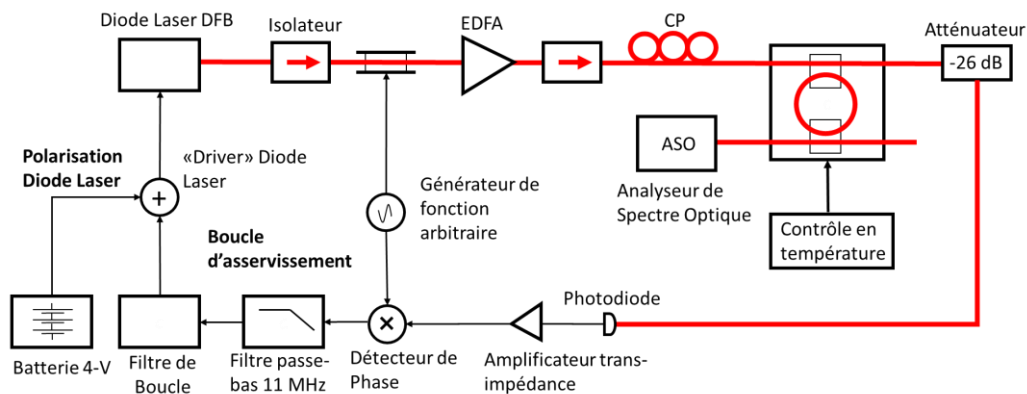 Diode Laser DFB
Isolateur
EDFA
CP
Atténuateur
-26 dB
Polarisation
Diode Laser
«Driver» Diode
Laser
+
ASO
Analyseur de
Spectre Optique
Générateur de
fonction
arbitraire
Contrôle en
température
Boucle
d'asservissement
Photodiode
×
Batterie 4-V
Filtre de
Boucle
Filtre passe-
bas 11 MHz
Détecteur de
Phase
Amplificateur trans-
impédance